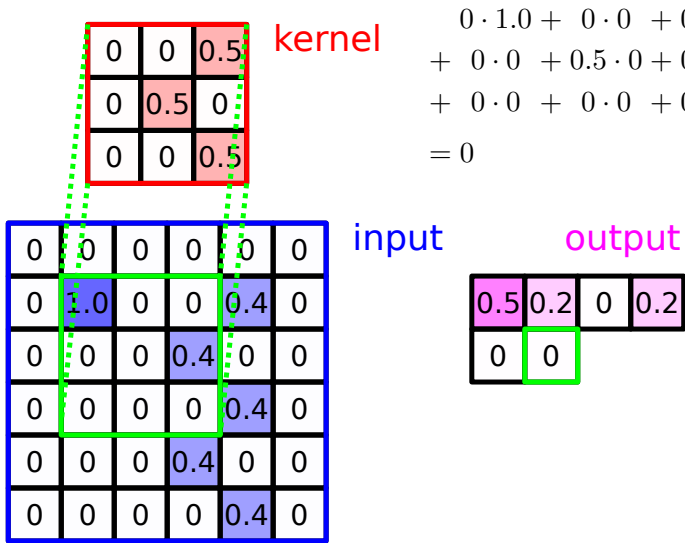 0 0 0.5 kernel 0 · 1.0 + 0 · 0 +
0 0.5 0 + 0 · 0 + 0.5 · 0 +
0 0 0.5 + 0 · 0 + 0 · 0 +
= 0
input output
0 0 0 0 0 0
0 1.0 0 0 0.4 0 0.5 0.2 0 0.2
0 0 0 0.4 0 0 0 0
0 0 0 0 0.4 0
0 0 0 0.4 0 0
0 0 0 0 0.4 0